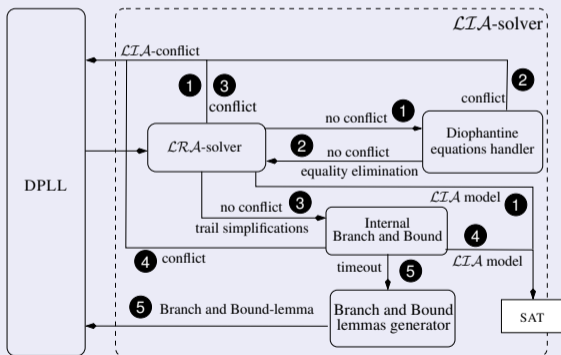 LIA-solver
LIA-conflict
1
3
2
conflict
conflict
no conflict
1
LRA-solver
2
no conflict
equality elimination
Diophantine
equations handler
DPLL
LIA model
1
no conflict
3
trail simplifications
Internal
Branch and Bound
4
LIA model
4
conflict
timeout
5
5
Branch and Bound-lemma
Branch and Bound
lemmas generator
SAT